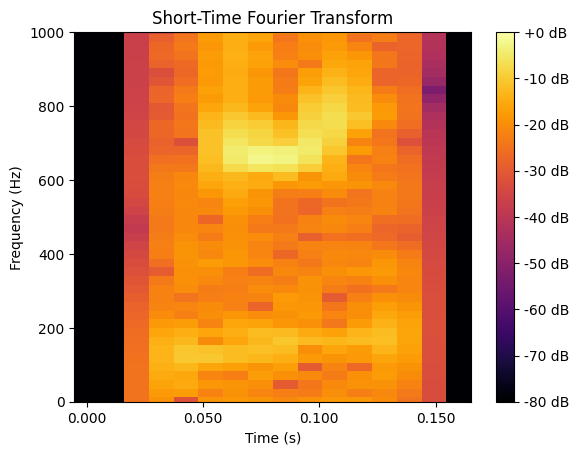 Short-Time Fourier Transform
1000
800
600
400
200
0
Frequency (Hz)
0.000
0.050
0.100
0.150
Time (s)
+0 dB
-10 dB
-20 dB
-30 dB
-40 dB
-50 dB
-60 dB
-70 dB
-80 dB